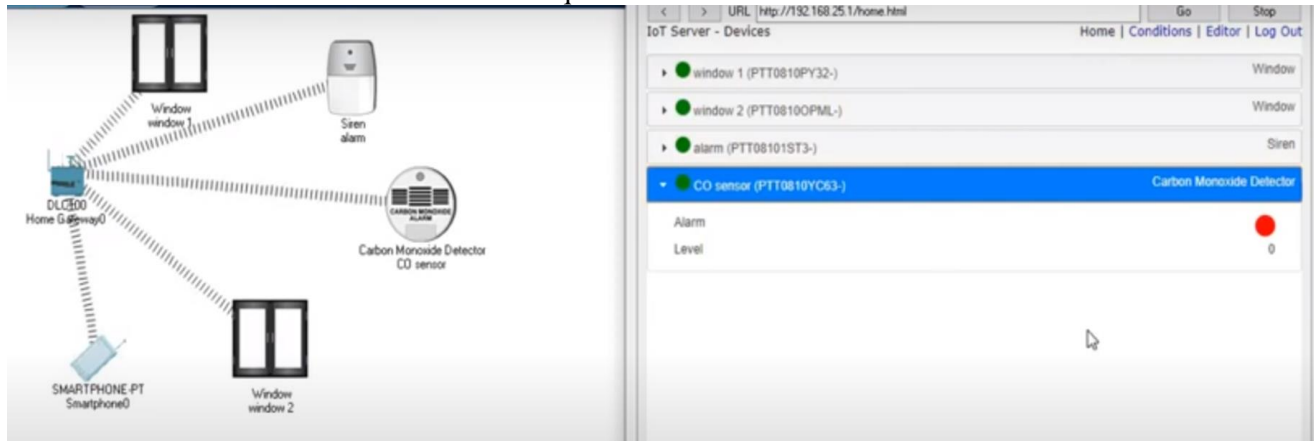 Window
window 1
Siren
alarm
DLC100
Home Gateway0
CARBON MONOXIDE
ALARM
Carbon Monoxide Detector
CO sensor
SMARTPHONE-PT
Smartphone0
Window
window 2
< > URL http://192.168.25.1/home.html Go Stop
IoT Server - Devices Home | Conditions | Editor | Log Out
window 1 (PTT0810PY32-) Window
window 2 (PTT0810OPML-) Window
alarm (PTT08101ST3-) Siren
CO sensor (PTT0810YC63-) Carbon Monoxide Detector
Alarm
Level 0